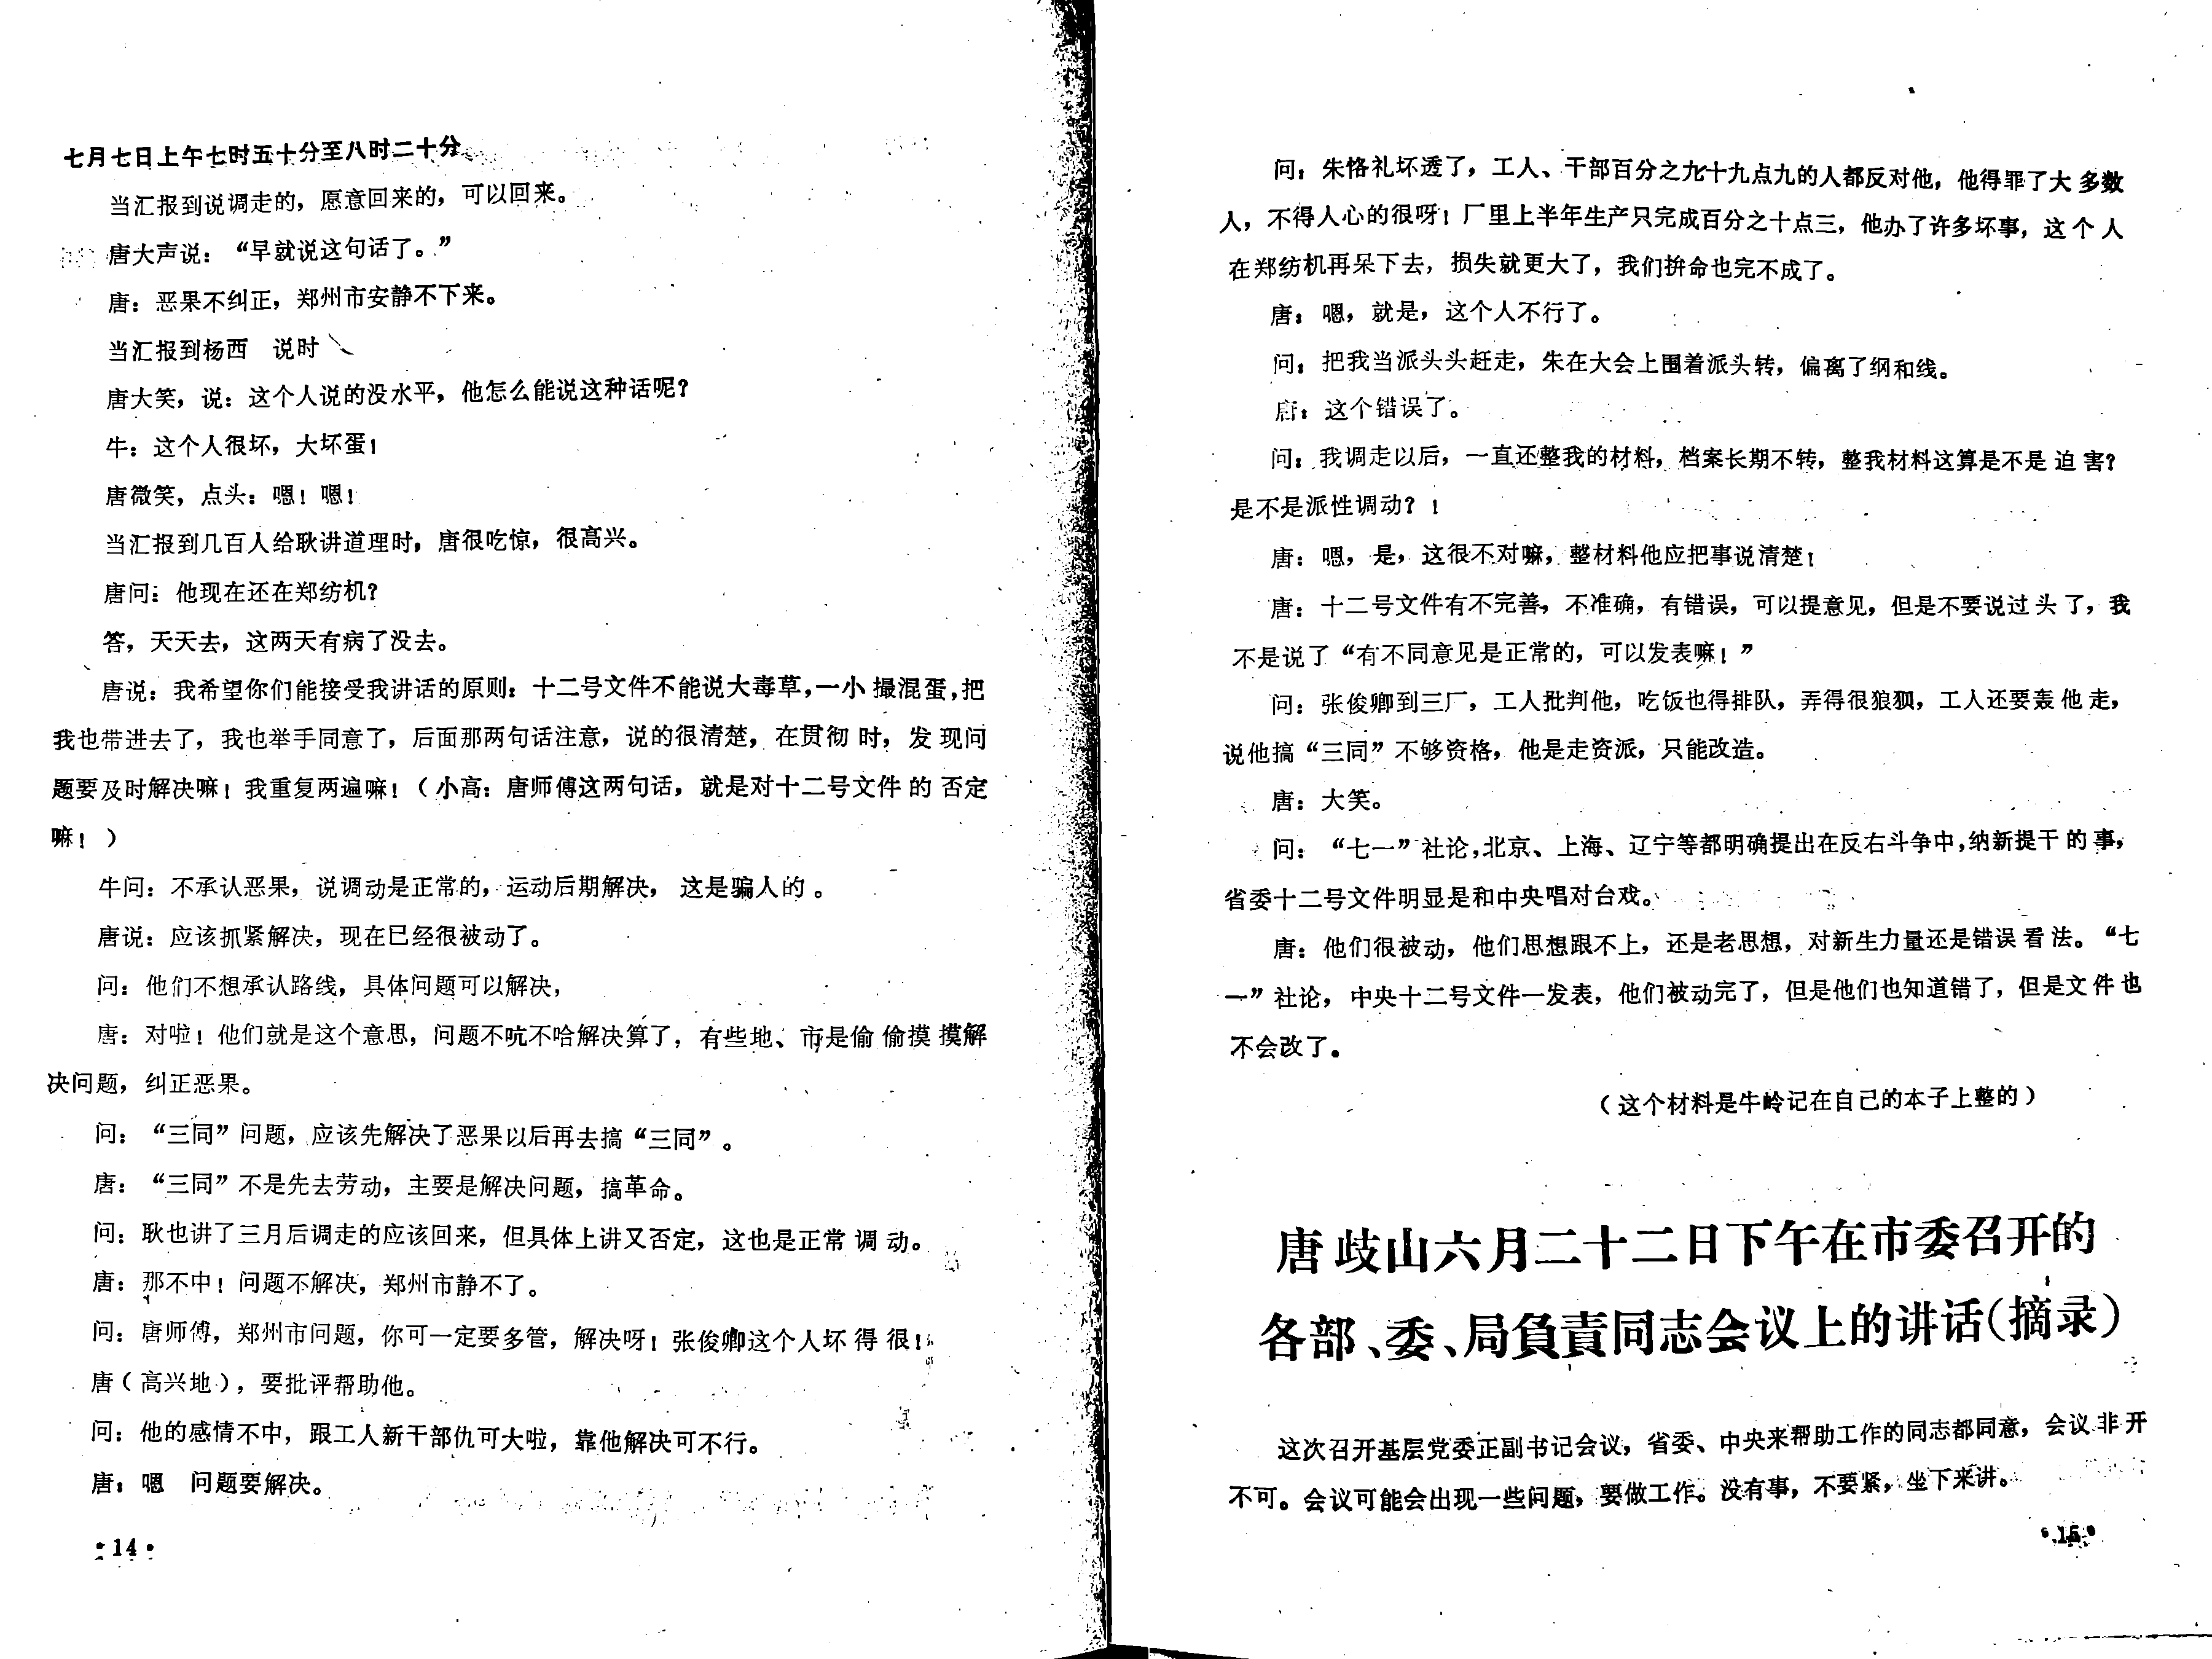 七月七日上午七时五十分至八时二十分
当汇报到说调走的，愿意回来的，可以回来。
唐大声说：“早就说这句话了。”
唐：恶果不纠正，郑州市安静不下来。
当汇报到杨西　说时
唐大笑，说：这个人说的没水平，他怎么能说这种话呢？
牛：这个人很坏，大坏蛋！
唐微笑，点头：嗯！嗯！
当汇报到几百人给耿讲道理时，唐很吃惊，很高兴。
唐问：他现在还在郑纺机？
答，天天去，这两天有病了没去。
唐说：我希望你们能接受我讲话的原则：十二号文件不能说大毒草，一小撮混蛋，把
我也带进去了，我也举手同意了，后面那两句话注意，说的很清楚，在贯彻时，发现问
题要及时解决嘛！我重复两遍嘛！（小高：唐师傅这两句话，就是对十二号文件的否定
嘛！）
牛问：不承认恶果，说调动是正常的，运动后期解决，这是骗人的。
唐说：应该抓紧解决，现在已经很被动了。
问：他们不想承认路线，具体问题可以解决，
唐：对啦！他们就是这个意思，问题不吭不哈解决算了，有些地、市是偷偷摸摸解
决问题，纠正恶果。
问：“三同”问题，应该先解决了恶果以后再去搞“三同”。
唐：“三同”不是先去劳动，主要是解决问题，搞革命。
问：耿也讲了三月后调走的应该回来，但具体上讲又否定，这也是正常调动。
唐：那不中！问题不解决，郑州市静不了。
问：唐师傅，郑州市问题，你可一定要多管，解决呀！张俊卿这个人坏得很！
唐（高兴地），要批评帮助他。
问：他的感情不中，跟工人新干部仇可大啦，靠他解决可不行。
唐：嗯　问题要解决。
·14·
问：朱恪礼坏透了，工人、干部百分之九十九点九的人都反对他，他得罪了大多数
人，不得人心的很呀！厂里上半年生产只完成百分之十点三，他办了许多坏事，这个人
在郑纺机再呆下去，损失就更大了，我们拚命也完不成了。
唐：嗯，就是，这个人不行了。
问：把我当派头头赶走，朱在大会上围着派头转，偏离了纲和线。
唐：这个错误了。
问：我调走以后，一直还整我的材料，档案长期不转，整我材料这算是不是迫害？
是不是派性调动？！
唐：嗯，是，这很不对嘛，整材料他应把事说清楚！
唐：十二号文件有不完善，不准确，有错误，可以提意见，但是不要说过头了，我
不是说了“有不同意见是正常的，可以发表嘛！”
问：张俊卿到三厂，工人批判他，吃饭也得排队，弄得很狼狈，工人还要轰他走，
说他搞“三同”不够资格，他是走资派，只能改造。
唐：大笑。
问：“七一”社论，北京、上海、辽宁等都明确提出在反右斗争中，纳新提干的事，
省委十二号文件明显是和中央唱对台戏。
唐：他们很被动，他们思想跟不上，还是老思想，对新生力量还是错误看法。“七
一”社论，中央十二号文件一发表，他们被动完了，但是他们也知道错了，但是文件也
不会改了。
（这个材料是牛岭记在自己的本子上整的）
唐歧山六月二十二日下午在市委召开的
各部、委、局負責同志会议上的讲话（摘录）
这次召开基层党委正副书记会议，省委、中央来帮助工作的同志都同意，会议非开
不可。会议可能会出现一些问题，要做工作。没有事，不要紧，坐下来讲。
·15·